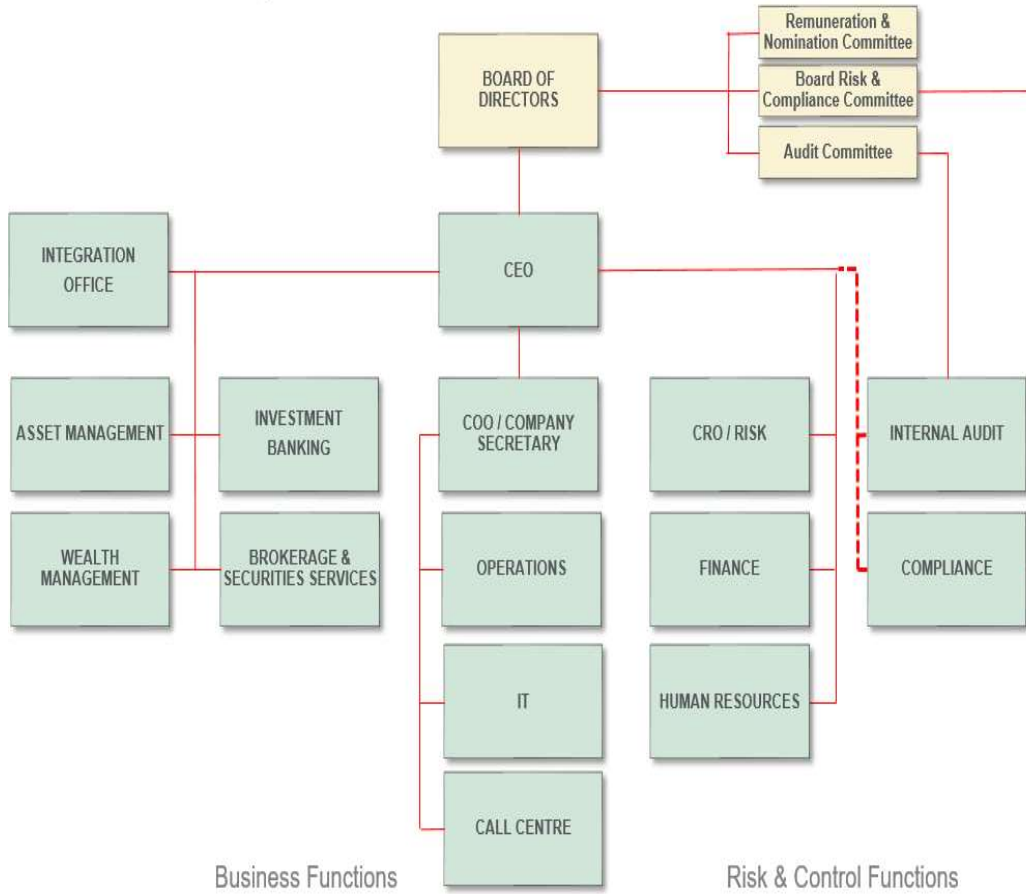 Remuneration &
Nomination Committee
BOARD OF
DIRECTORS
Board Risk &
Compliance Committee
Audit Committee
INTEGRATION
OFFICE
CEO
ASSET MANAGEMENT
INVESTMENT
BANKING
COO / COMPANY
SECRETARY
CRO / RISK
INTERNAL AUDIT
WEALTH
MANAGEMENT
BROKERAGE &
SECURITIES SERVICES
OPERATIONS
FINANCE
COMPLIANCE
IT
HUMAN RESOURCES
CALL CENTRE
Business Functions
Risk & Control Functions